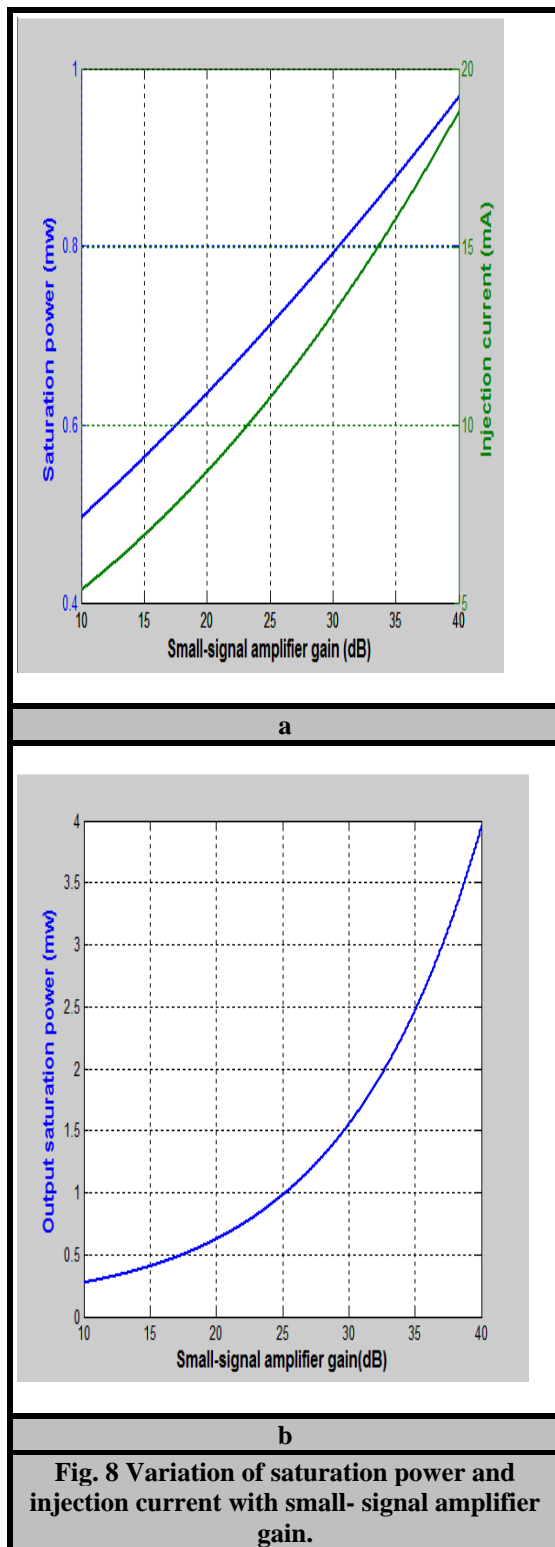 1
20
Saturation power (mw)
0.8
15
Injection current (mA)
0.6
10
0.4
5
10 15 20 25 30 35 40
Small-signal amplifier gain (dB)
a
4
3.5
3
2.5
Output saturation power (mw)
2
1.5
1
0.5
0
10 15 20 25 30 35 40
Small-signal amplifier gain(dB)
b
Fig. 8 Variation of saturation power and
injection current with small- signal amplifier
gain.